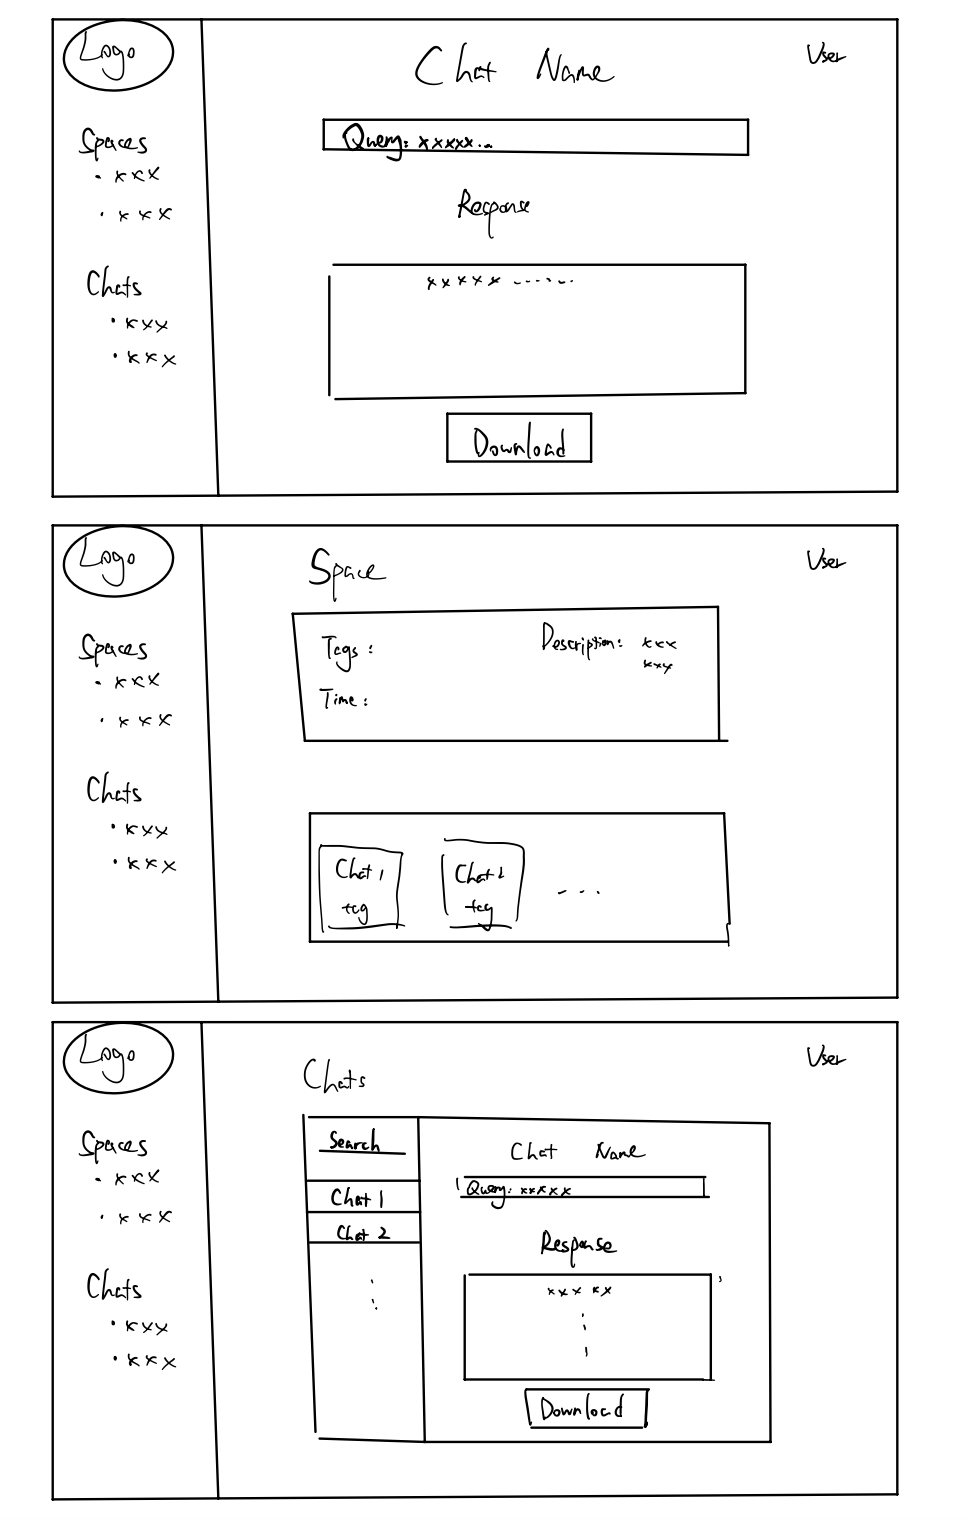 Logo
User
Chat Name
Spaces
• xxx
• xxx
Chats
• xxx
• xxx
Query: xxxxx...
Response
xxxxx ......
Download
Logo
User
Space
Spaces
• xxx
• xxx
Chats
• xxx
• xxx
Tags :
Description: xxx
xxx
Time :
Chat 1
tag
Chat 2
tag
...
Logo
User
Chats
Spaces
• xxx
• xxx
Chats
• xxx
• xxx
Search
Chat 1
Chat 2
Chat Name
Query: xxxxx
Response
xxx xx
Download